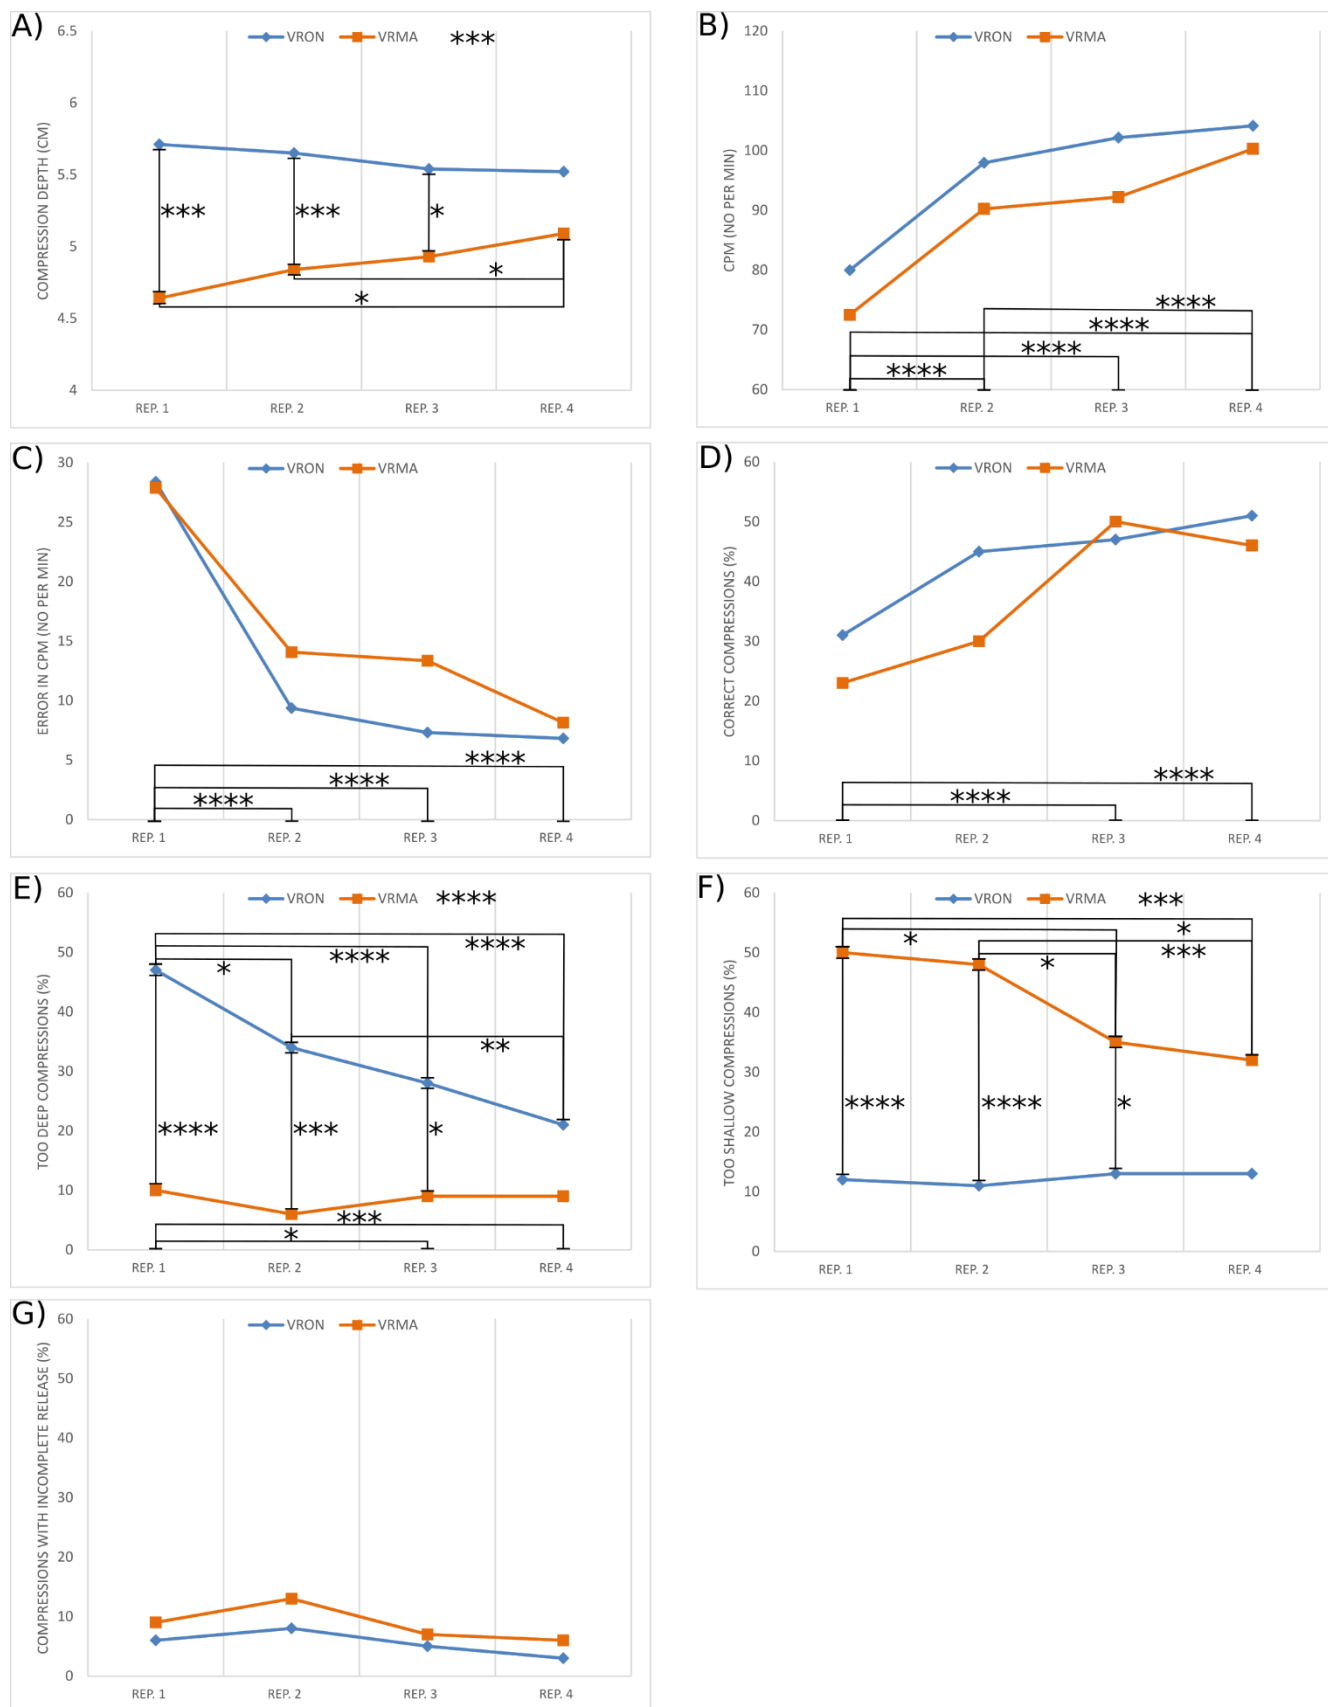 A)
VRON VRMA ***
COMPRESSION DEPTH (CM)
6.5
6
5.5
5
4.5
4
*** *** *
*
*
REP. 1 REP. 2 REP. 3 REP. 4
B)
VRON VRMA
CPM (NO PER MIN)
120
110
100
90
80
70
60
****
****
****
****
REP. 1 REP. 2 REP. 3 REP. 4
C)
VRON VRMA
ERROR IN CPM (NO PER MIN)
30
25
20
15
10
5
0
****
****
****
REP. 1 REP. 2 REP. 3 REP. 4
D)
VRON VRMA
CORRECT COMPRESSIONS (%)
60
50
40
30
20
10
0
****
****
REP. 1 REP. 2 REP. 3 REP. 4
E)
VRON VRMA ****
TOO DEEP COMPRESSIONS (%)
60
50
40
30
20
10
0
****
****
*
**
**** *** *
***
*
REP. 1 REP. 2 REP. 3 REP. 4
F)
VRON VRMA ***
TOO SHALLOW COMPRESSIONS (%)
60
50
40
30
20
10
0
*
*
***
*
**** **** *
REP. 1 REP. 2 REP. 3 REP. 4
G)
VRON VRMA
COMPRESSIONS WITH INCOMPLETE RELEASE (%)
60
50
40
30
20
10
0
REP. 1 REP. 2 REP. 3 REP. 4